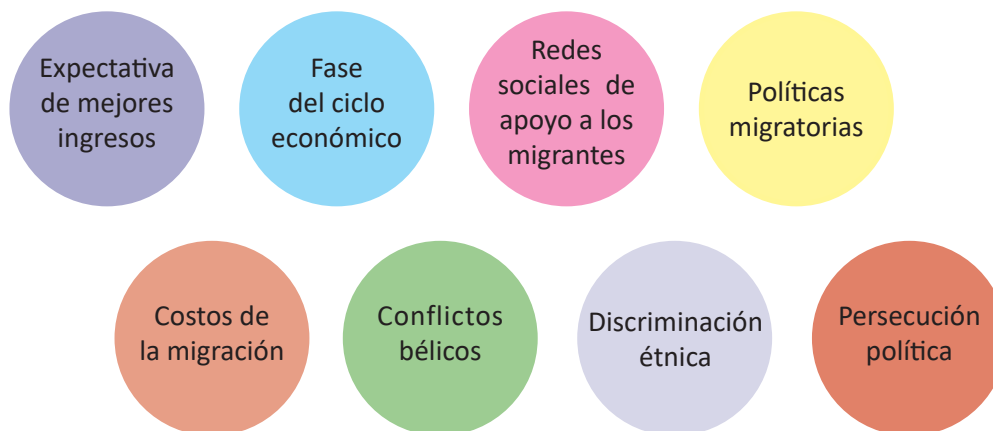 Expectativa
de mejores
ingresos
Fase
del ciclo
económico
Redes
sociales de
apoyo a los
migrantes
Políticas
migratorias
Costos de
la migración
Conflictos
bélicos
Discriminación
étnica
Persecución
política